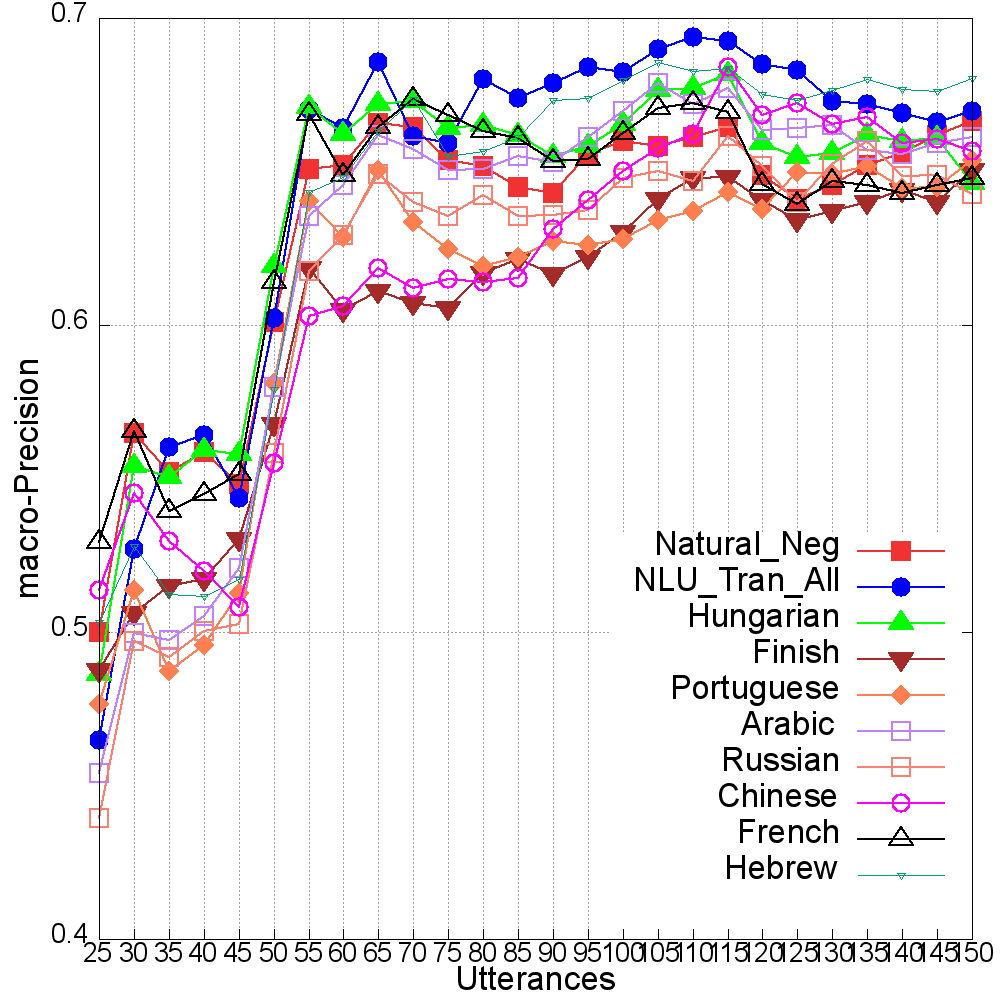 0.7
0.6
0.5
0.4
macro-Precision
Natural_Neg
NLU_Tran_All
Hungarian
Finish
Portuguese
Arabic
Russian
Chinese
French
Hebrew
25 30 35 40 45 50 55 60 65 70 75 80 85 90 95 100 105 110 115 120 125 130 135 140 145 150
Utterances